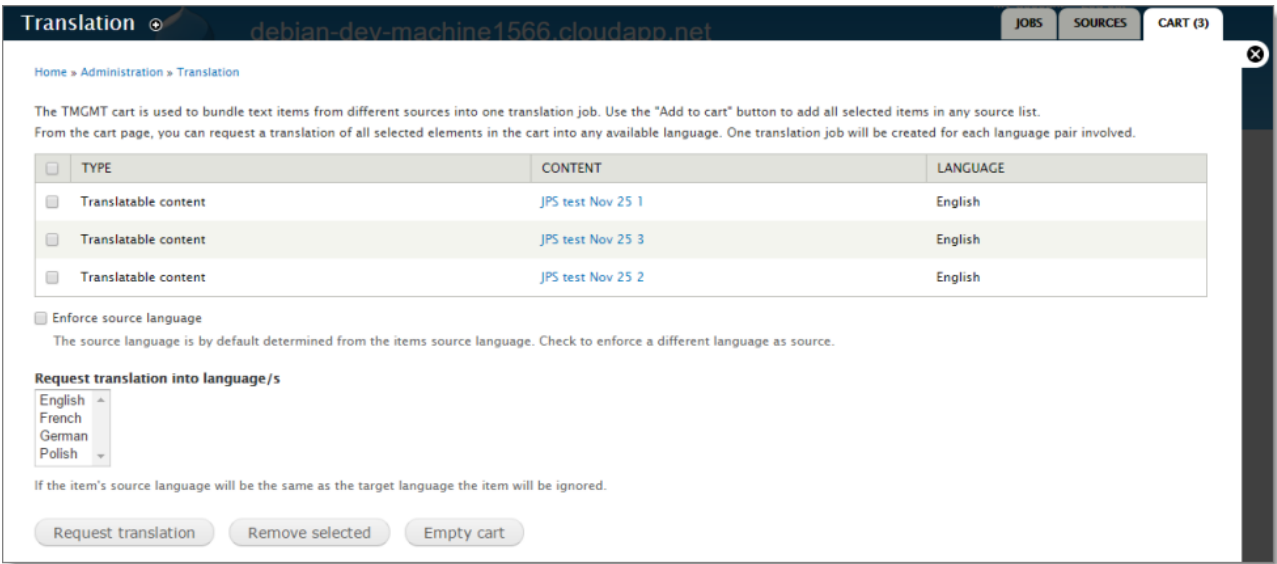 Translation
debian-dev-machine1566.cloudapp.net
JOBS SOURCES CART (3)
Home » Administration » Translation
The TMGMT cart is used to bundle text items from different sources into one translation job. Use the "Add to cart" button to add all selected items in any source list.
From the cart page, you can request a translation of all selected elements in the cart into any available language. One translation job will be created for each language pair involved.
TYPE CONTENT LANGUAGE
Translatable content JPS test Nov 25 1 English
Translatable content JPS test Nov 25 3 English
Translatable content JPS test Nov 25 2 English
Enforce source language
The source language is by default determined from the items source language. Check to enforce a different language as source.
Request translation into language/s
English
French
German
Polish
If the item's source language will be the same as the target language the item will be ignored.
Request translation Remove selected Empty cart